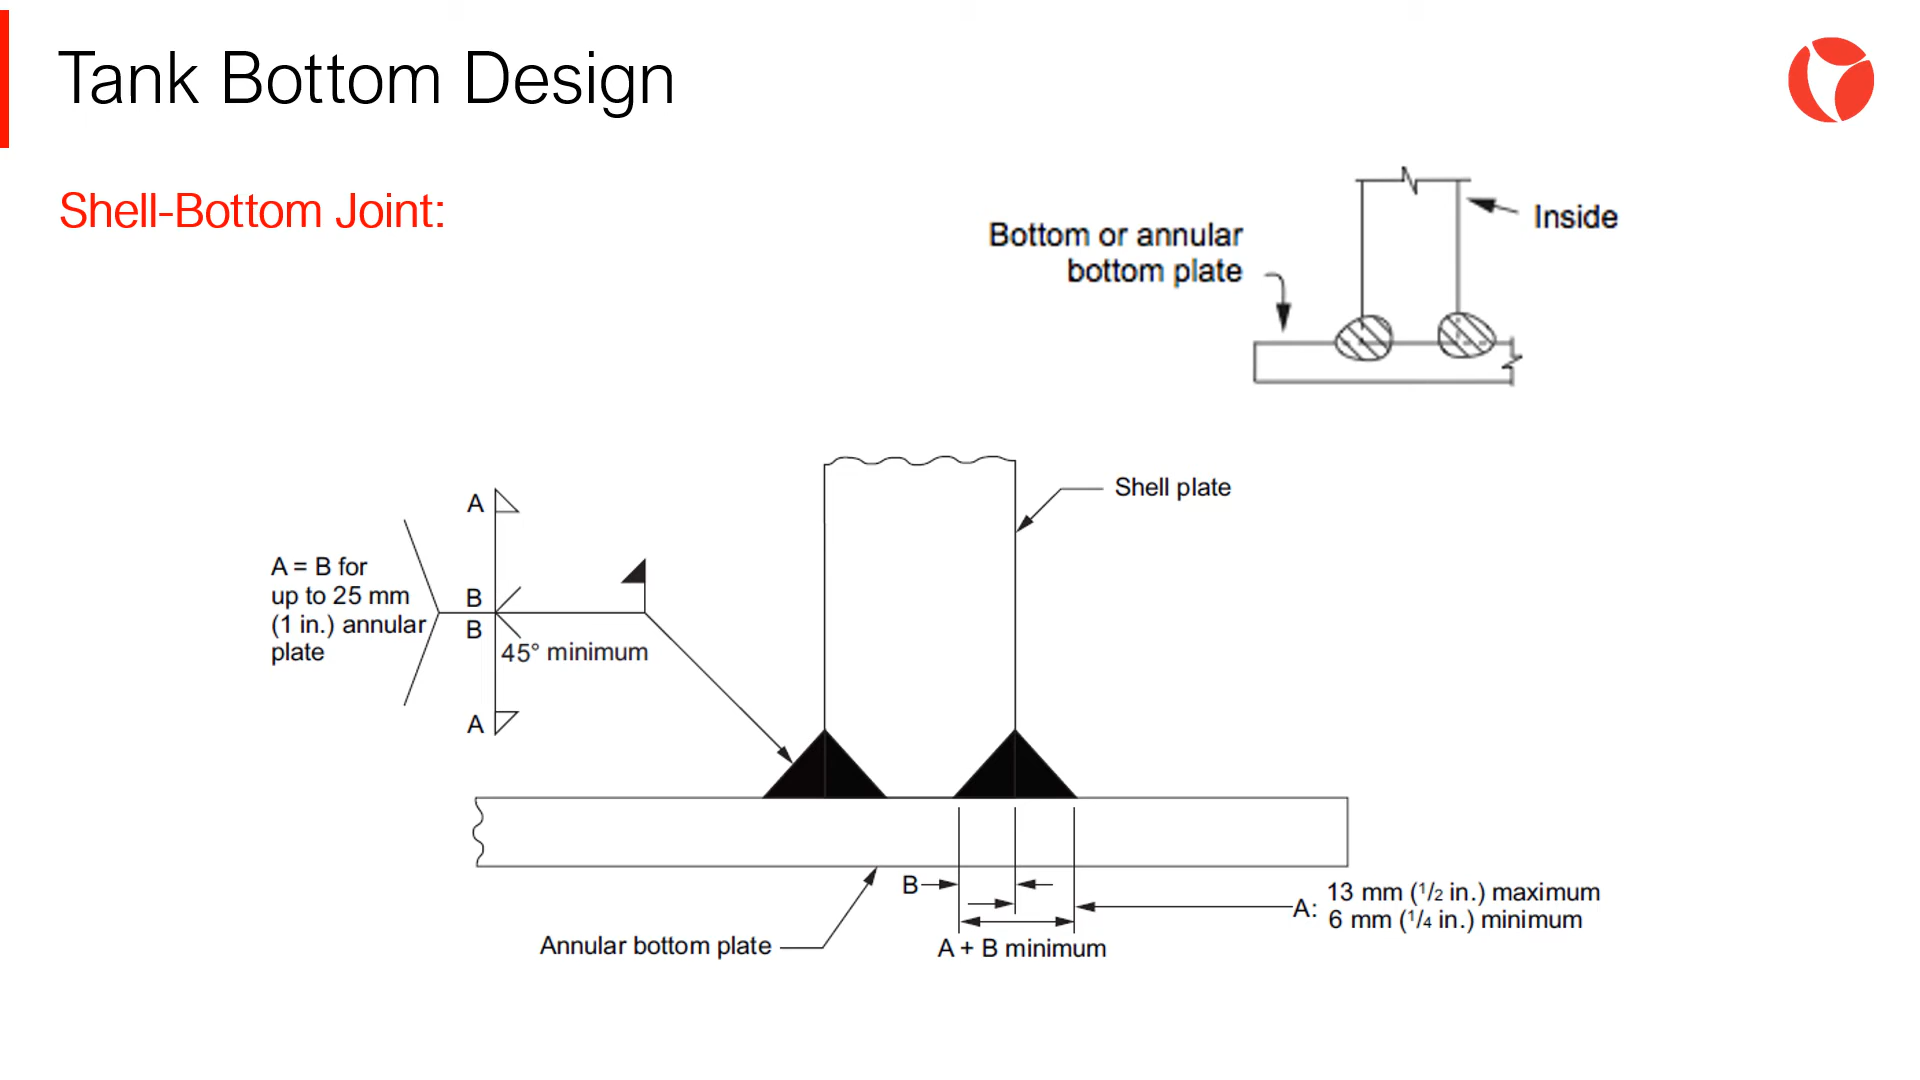 Tank Bottom Design
Shell-Bottom Joint:
Inside
Bottom or annular
bottom plate
Shell plate
A
A = B for
up to 25 mm
(1 in.) annular
plate
B
B
45° minimum
A
B
A: 13 mm (1/2 in.) maximum
6 mm (1/4 in.) minimum
Annular bottom plate
A + B minimum